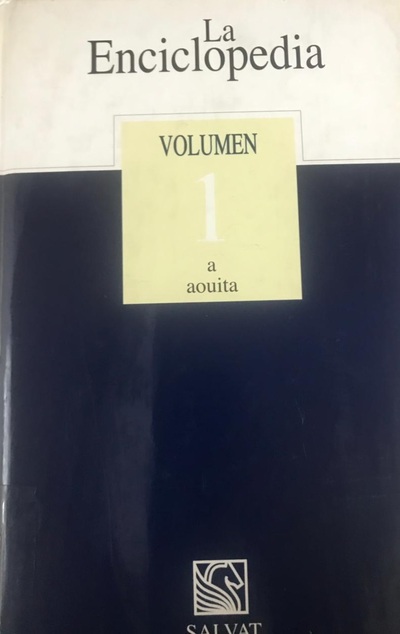 La
Enciclopedia
VOLUMEN
1
a
aouita
SALVAT